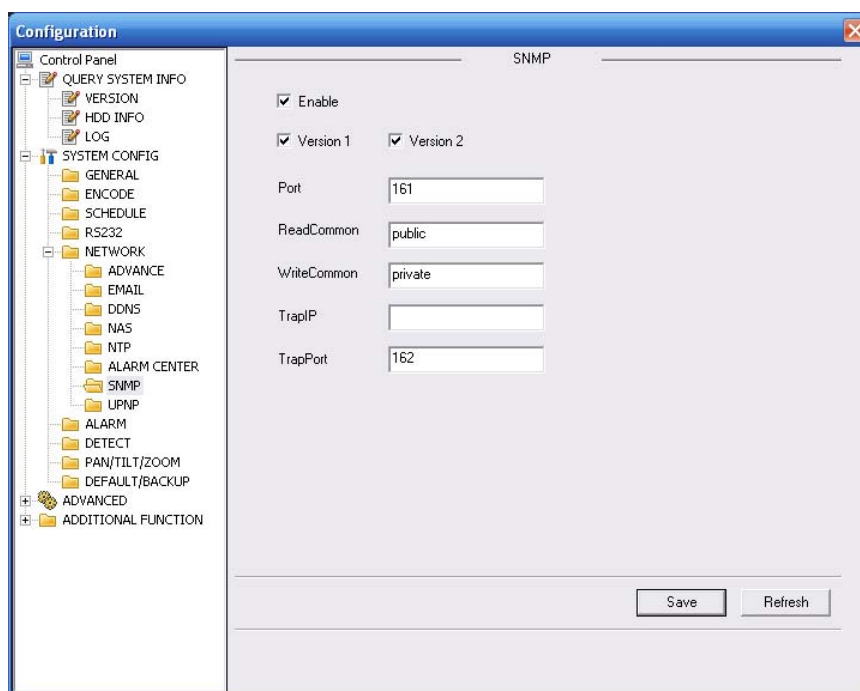 Configuration
Control Panel
QUERY SYSTEM INFO
VERSION
HDD INFO
LOG
SYSTEM CONFIG
GENERAL
ENCODE
SCHEDULE
RS232
NETWORK
ADVANCE
EMAIL
DDNS
NAS
NTP
ALARM CENTER
SNMP
UPNP
ALARM
DETECT
PAN/TILT/ZOOM
DEFAULT/BACKUP
ADVANCED
ADDITIONAL FUNCTION
SNMP
Enable
Version 1 Version 2
Port 161
ReadCommon public
WriteCommon private
TrapIP
TrapPort 162
Save Refresh